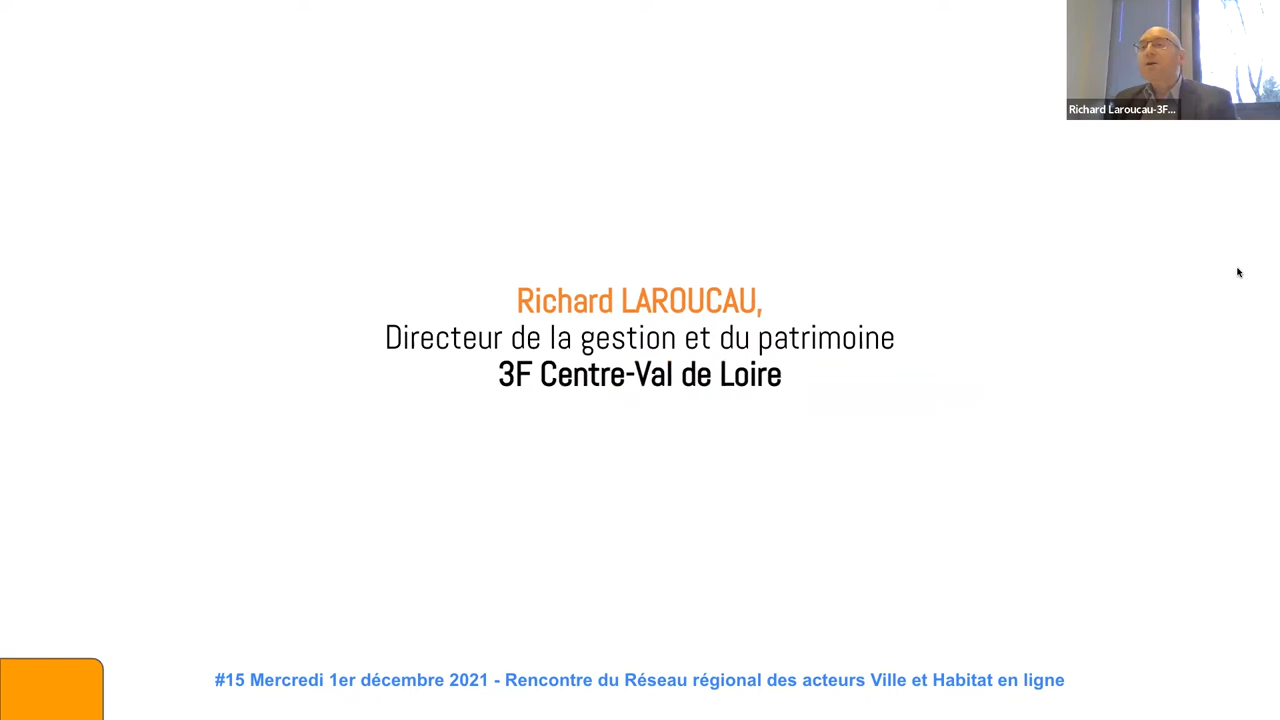 Richard Laroucau-3F...
Richard LAROUCAU,
Directeur de la gestion et du patrimoine
3F Centre-Val de Loire
#15 Mercredi 1er décembre 2021 - Rencontre du Réseau régional des acteurs Ville et Habitat en ligne